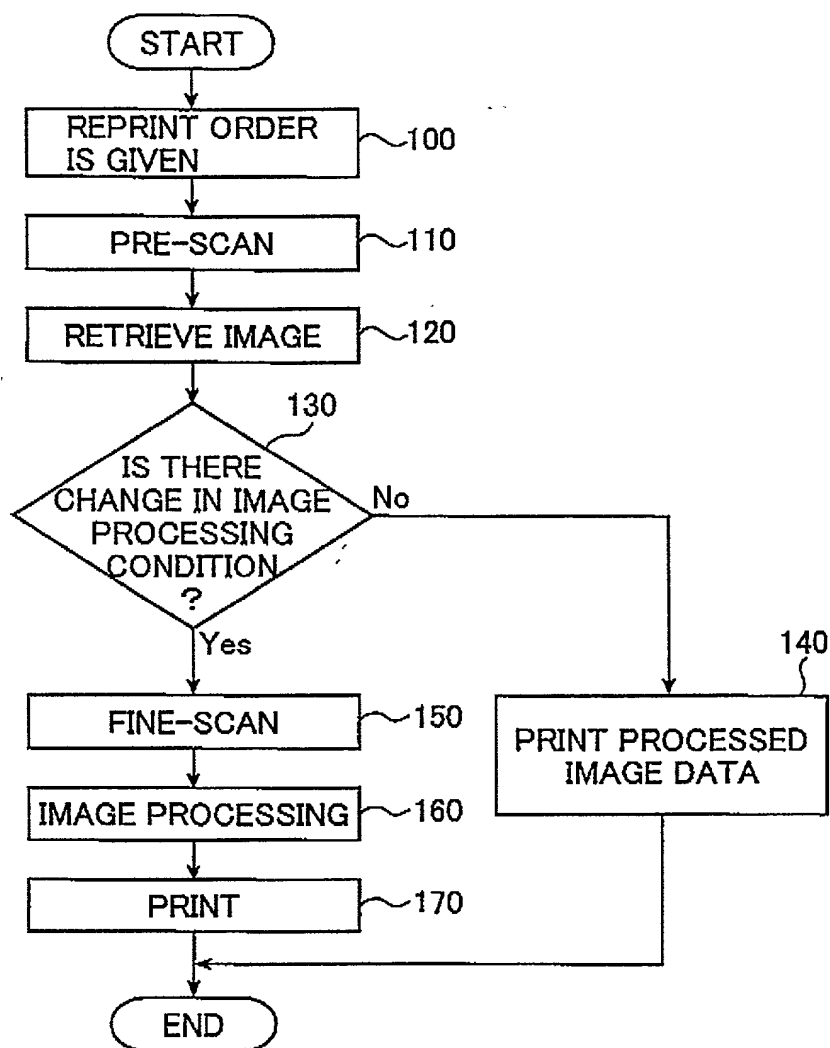 START
REPRINT ORDER
IS GIVEN
100
PRE-SCAN
110
RETRIEVE IMAGE
120
130
IS THERE
CHANGE IN IMAGE
PROCESSING
CONDITION
?
No
Yes
140
PRINT PROCESSED
IMAGE DATA
FINE-SCAN
150
IMAGE PROCESSING
160
PRINT
170
END